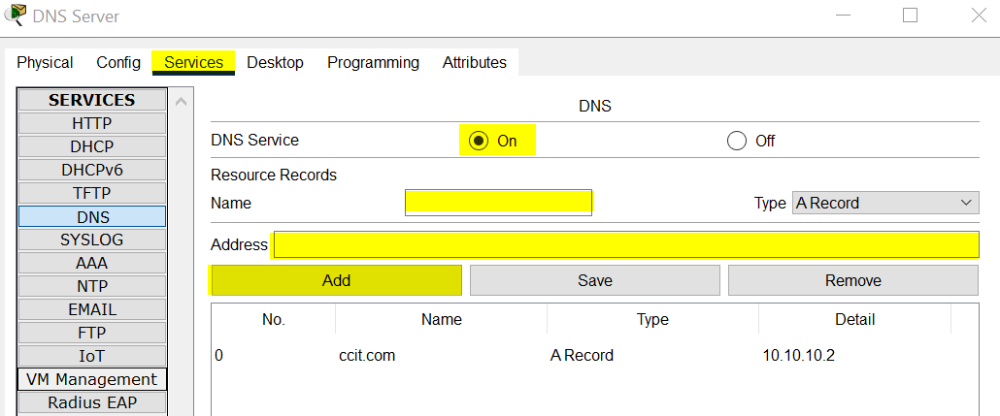 DNS Server
Physical Config Services Desktop Programming Attributes
SERVICES
HTTP
DHCP
DHCPv6
TFTP
DNS
SYSLOG
AAA
NTP
EMAIL
FTP
IoT
VM Management
Radius EAP
DNS
DNS Service On Off
Resource Records
Name Type A Record
Address
Add Save Remove
No. Name Type Detail
0 ccit.com A Record 10.10.10.2